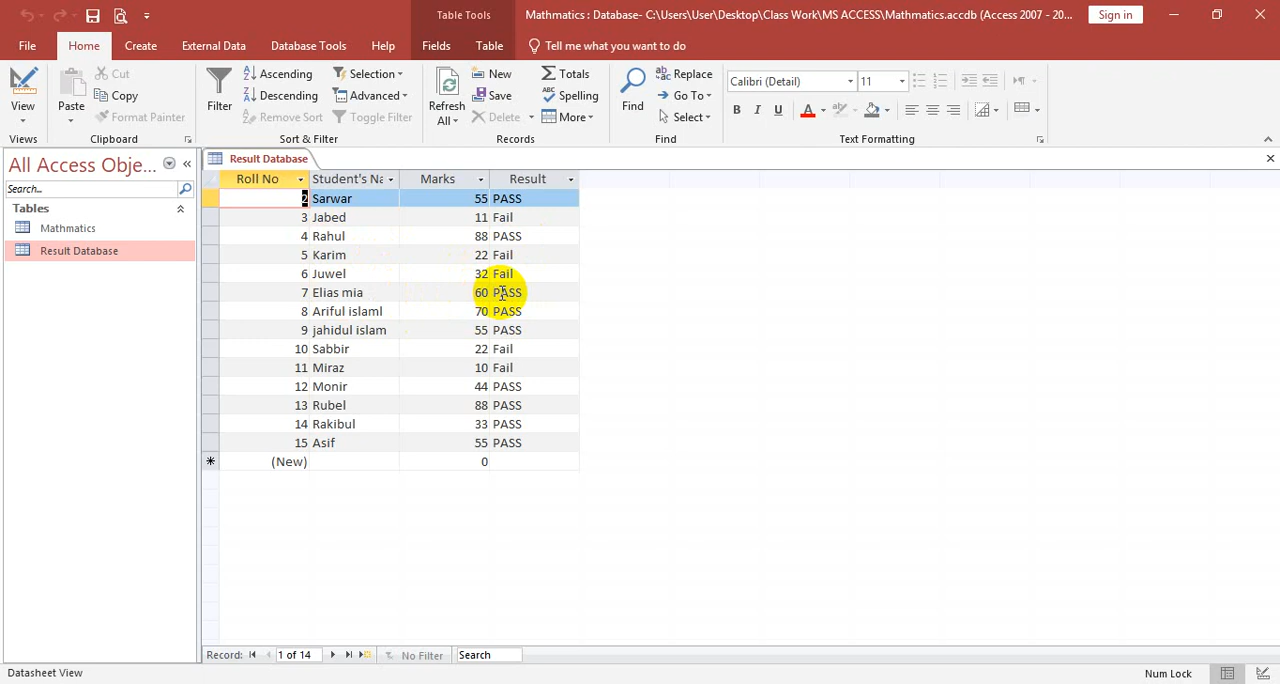 Table Tools
Mathmatics : Database- C:\Users\User\Desktop\Class Work\MS ACCESS\Mathmatics.accdb (Access 2007 - 20...
Sign in
File Home Create External Data Database Tools Help Fields Table Tell me what you want to do
View
Views
Paste
Cut
Copy
Format Painter
Clipboard
Filter
Ascending
Descending
Remove Sort
Selection
Advanced
Toggle Filter
Sort & Filter
Refresh
All
New
Save
Delete
Totals
Spelling
More
Records
Find
Replace
Go To
Select
Find
Calibri (Detail)
11
B I U A
Text Formatting
All Access Obje...
Search...
Tables
Mathmatics
Result Database
Result Database
Roll No Student's Na Marks Result
2 Sarwar 55 PASS
3 Jabed 11 Fail
4 Rahul 88 PASS
5 Karim 22 Fail
6 Juwel 32 Fail
7 Elias mia 60 PASS
8 Ariful islaml 70 PASS
9 jahidul islam 55 PASS
10 Sabbir 22 Fail
11 Miraz 10 Fail
12 Monir 44 PASS
13 Rubel 88 PASS
14 Rakibul 33 PASS
15 Asif 55 PASS
(New) 0
Record: 1 of 14 No Filter Search
Datasheet View
Num Lock